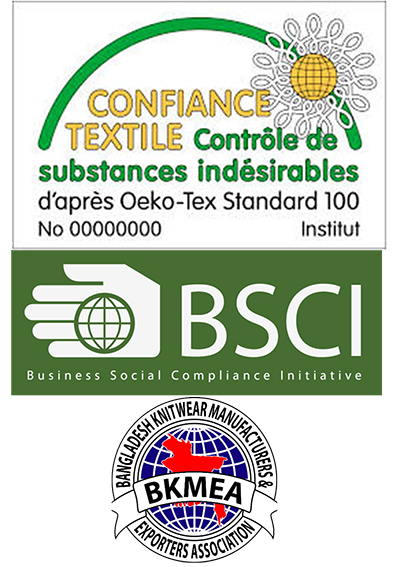 CONFIANCE
TEXTILE Contrôle de
substances indésirables
d'après Oeko-Tex Standard 100
No 00000000 Institut
BSCI
Business Social Compliance Initiative
BANGLADESH KNITWEAR MANUFACTURERS &
BKMEA
EXPORTERS ASSOCIATION